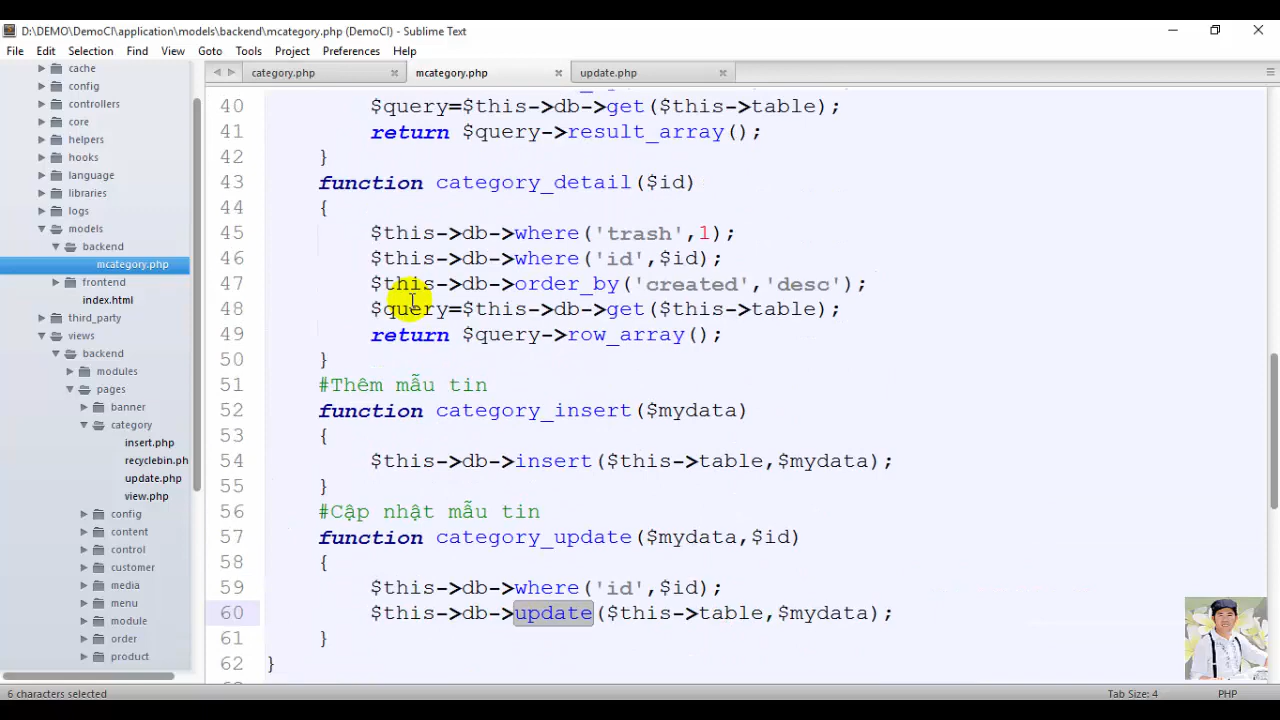 D:\DEMO\DemoCI\application\models\backend\mcategory.php (DemoCI) - Sublime Text
File Edit Selection Find View Goto Tools Project Preferences Help
cache
config
controllers
core
helpers
hooks
language
libraries
logs
models
backend
mcategory.php
frontend
index.html
third_party
views
backend
modules
pages
banner
category
insert.php
recyclebin.ph
update.php
view.php
config
content
control
customer
media
menu
module
order
product
category.php mcategory.php update.php
40 $query=$this->db->get($this->table);
41 return $query->result_array();
42 }
43 function category_detail($id)
44 {
45 $this->db->where('trash',1);
46 $this->db->where('id',$id);
47 $this->db->order_by('created','desc');
48 $query=$this->db->get($this->table);
49 return $query->row_array();
50 }
51 #Thêm mẫu tin
52 function category_insert($mydata)
53 {
54 $this->db->insert($this->table,$mydata);
55 }
56 #Cập nhật mẫu tin
57 function category_update($mydata,$id)
58 {
59 $this->db->where('id',$id);
60 $this->db->update($this->table,$mydata);
61 }
62 }
6 characters selected Tab Size: 4 PHP